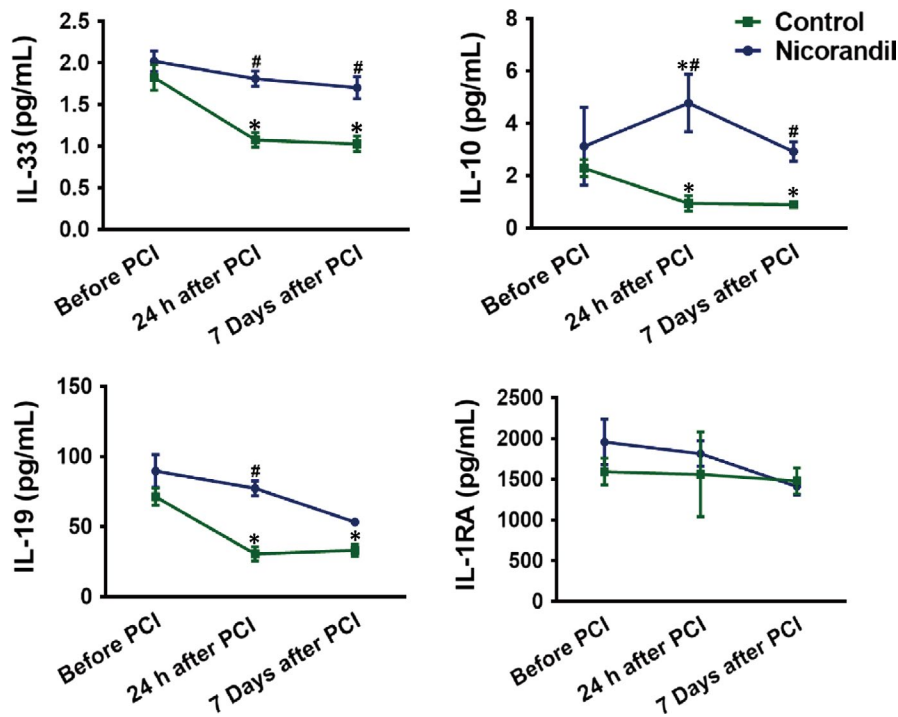 Control
Nicorandil
IL-33 (pg/mL)
2.5
2.0
1.5
1.0
0.5
0.0
#
#
*
*
Before PCI
24 h after PCI
7 Days after PCI
IL-10 (pg/mL)
8
6
4
2
0
*#
#
*
*
Before PCI
24 h after PCI
7 Days after PCI
IL-19 (pg/mL)
150
100
50
0
#
*
*
Before PCI
24 h after PCI
7 Days after PCI
IL-1RA (pg/mL)
2500
2000
1500
1000
500
0
Before PCI
24 h after PCI
7 Days after PCI